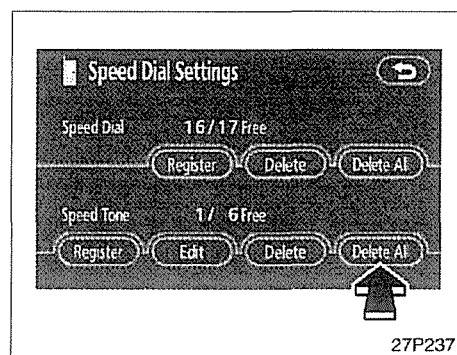 Speed Dial Settings
Speed Dial 16/17 Free
Register Delete Delete All
Speed Tone 1/ 6 Free
Register Edit Delete Delete All
27P237